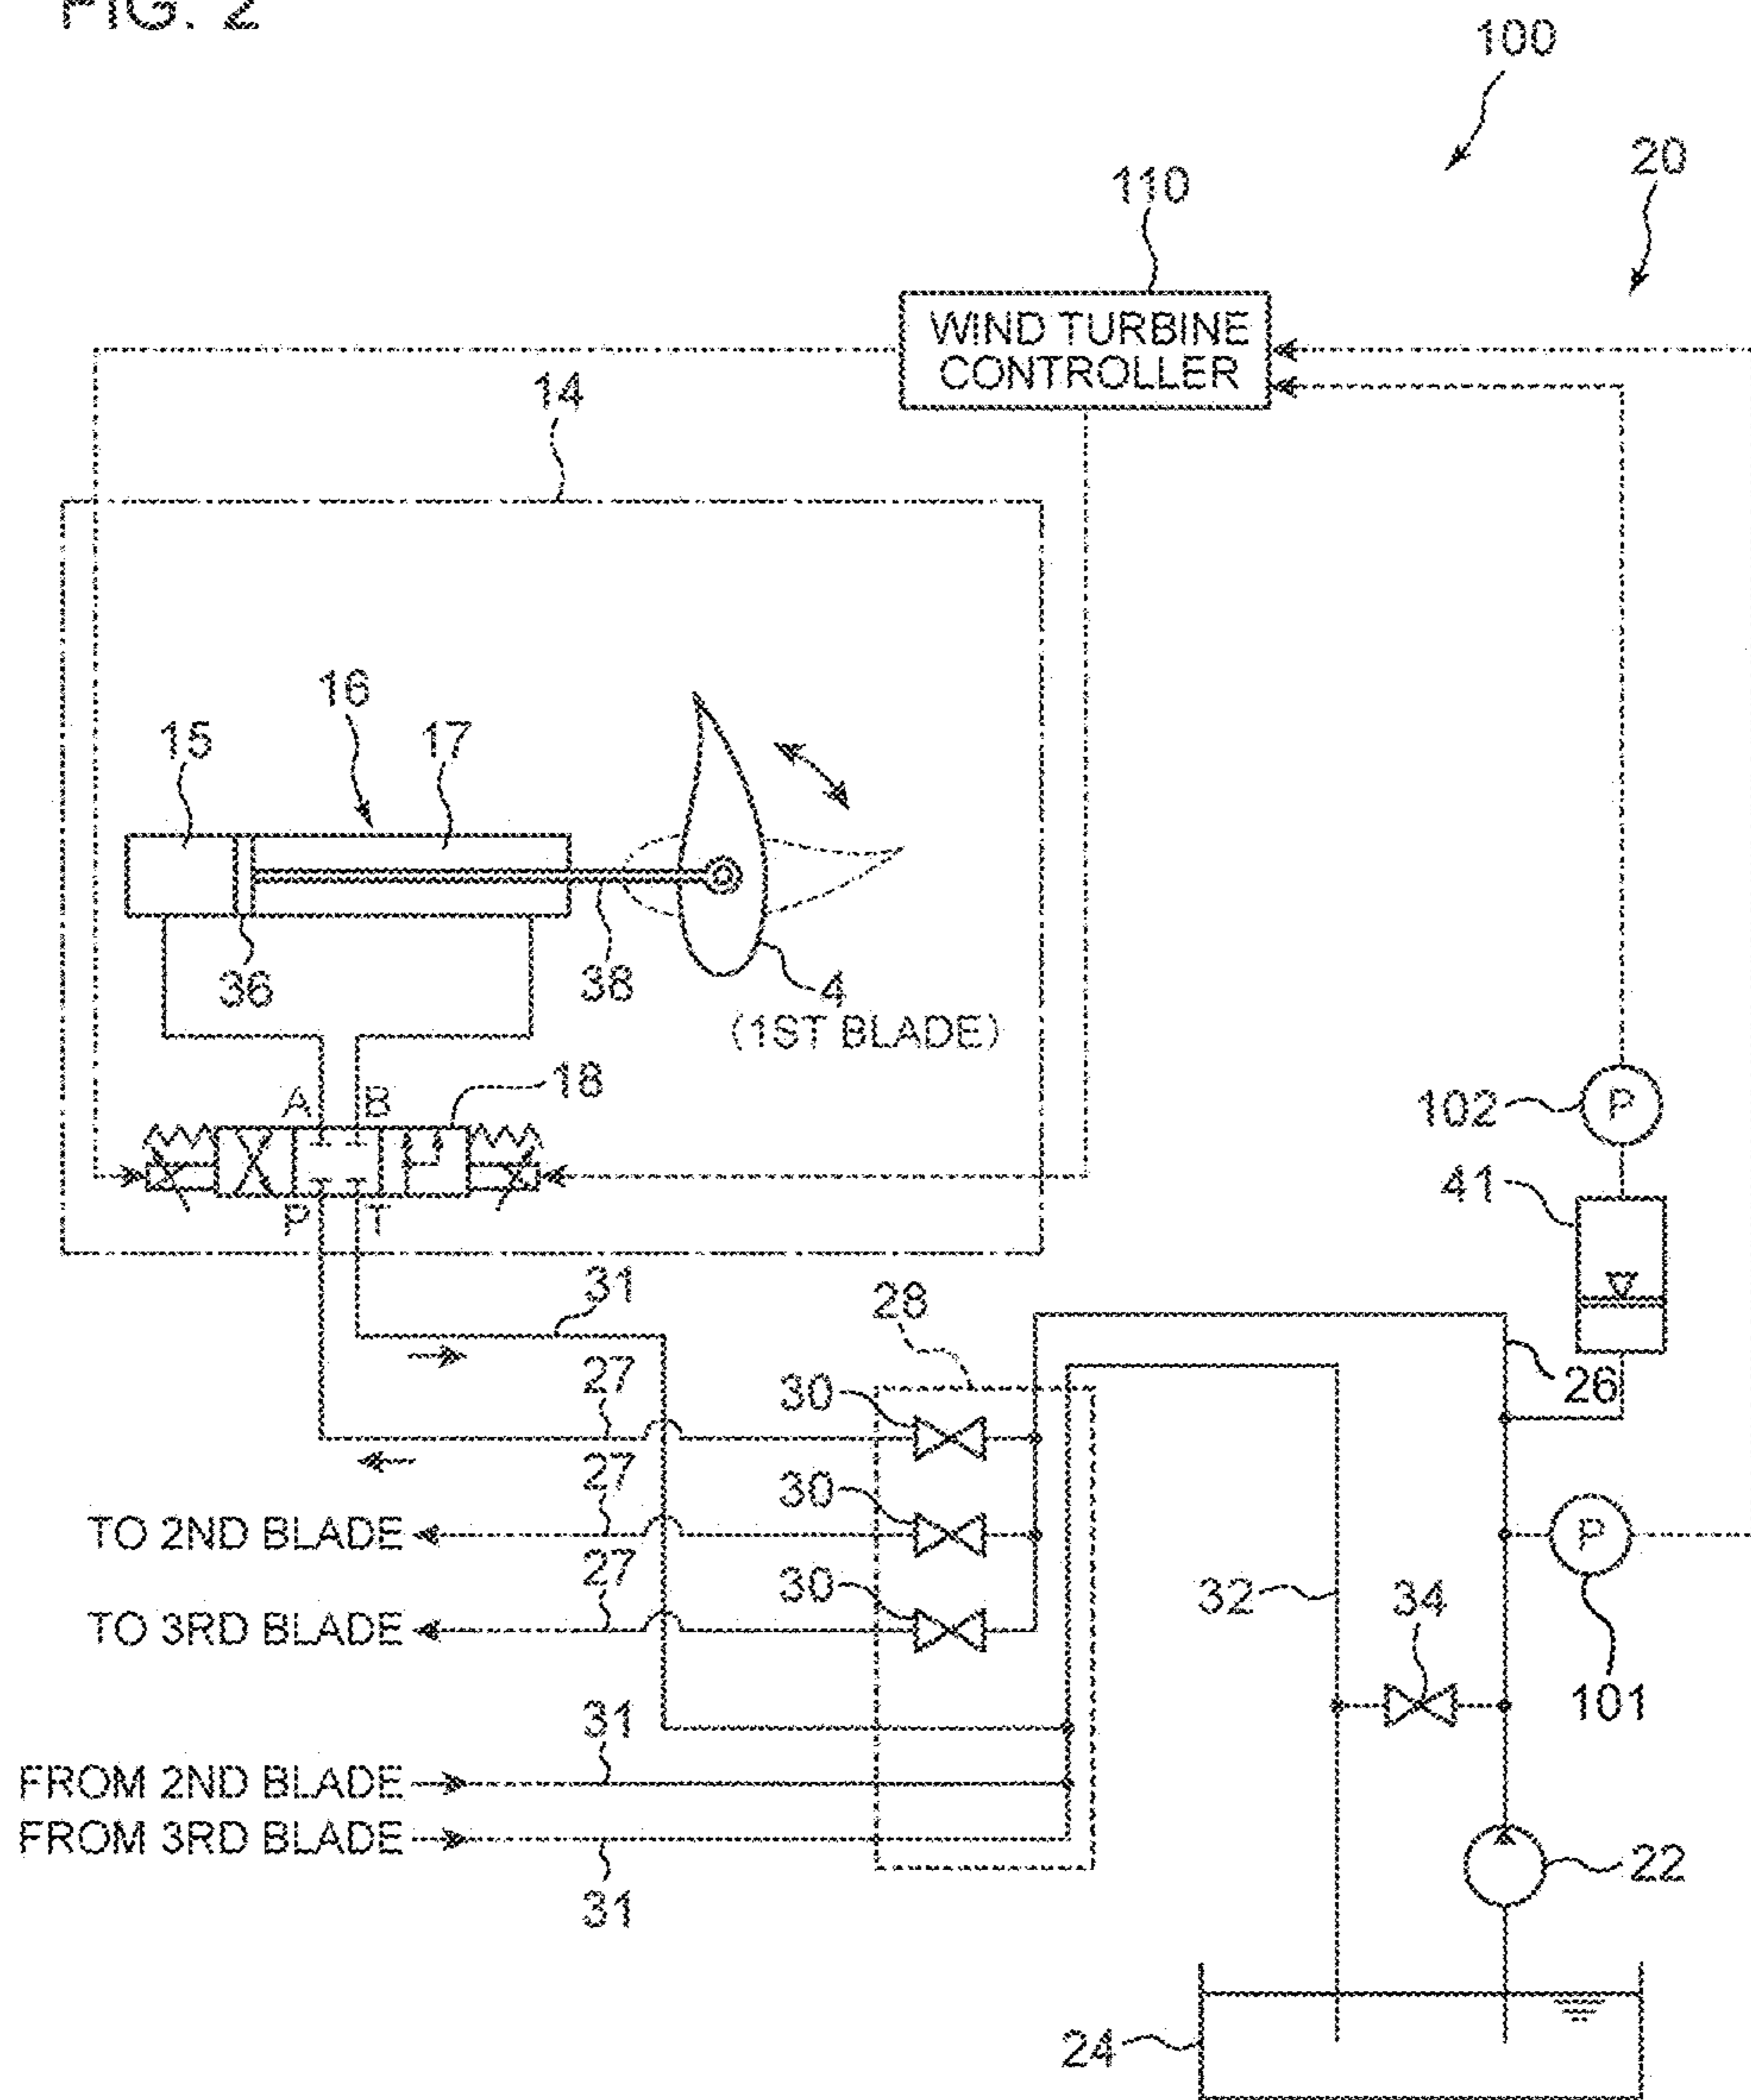 FIG. 2
100
20
110
WIND TURBINE
CONTROLLER
14
16
15
17
36
38
4
(1ST BLADE)
A
B
18
P
T
102
P
41
31
28
26
27
30
27
30
TO 2ND BLADE
P
27
30
TO 3RD BLADE
32
34
101
31
FROM 2ND BLADE
FROM 3RD BLADE
31
22
24